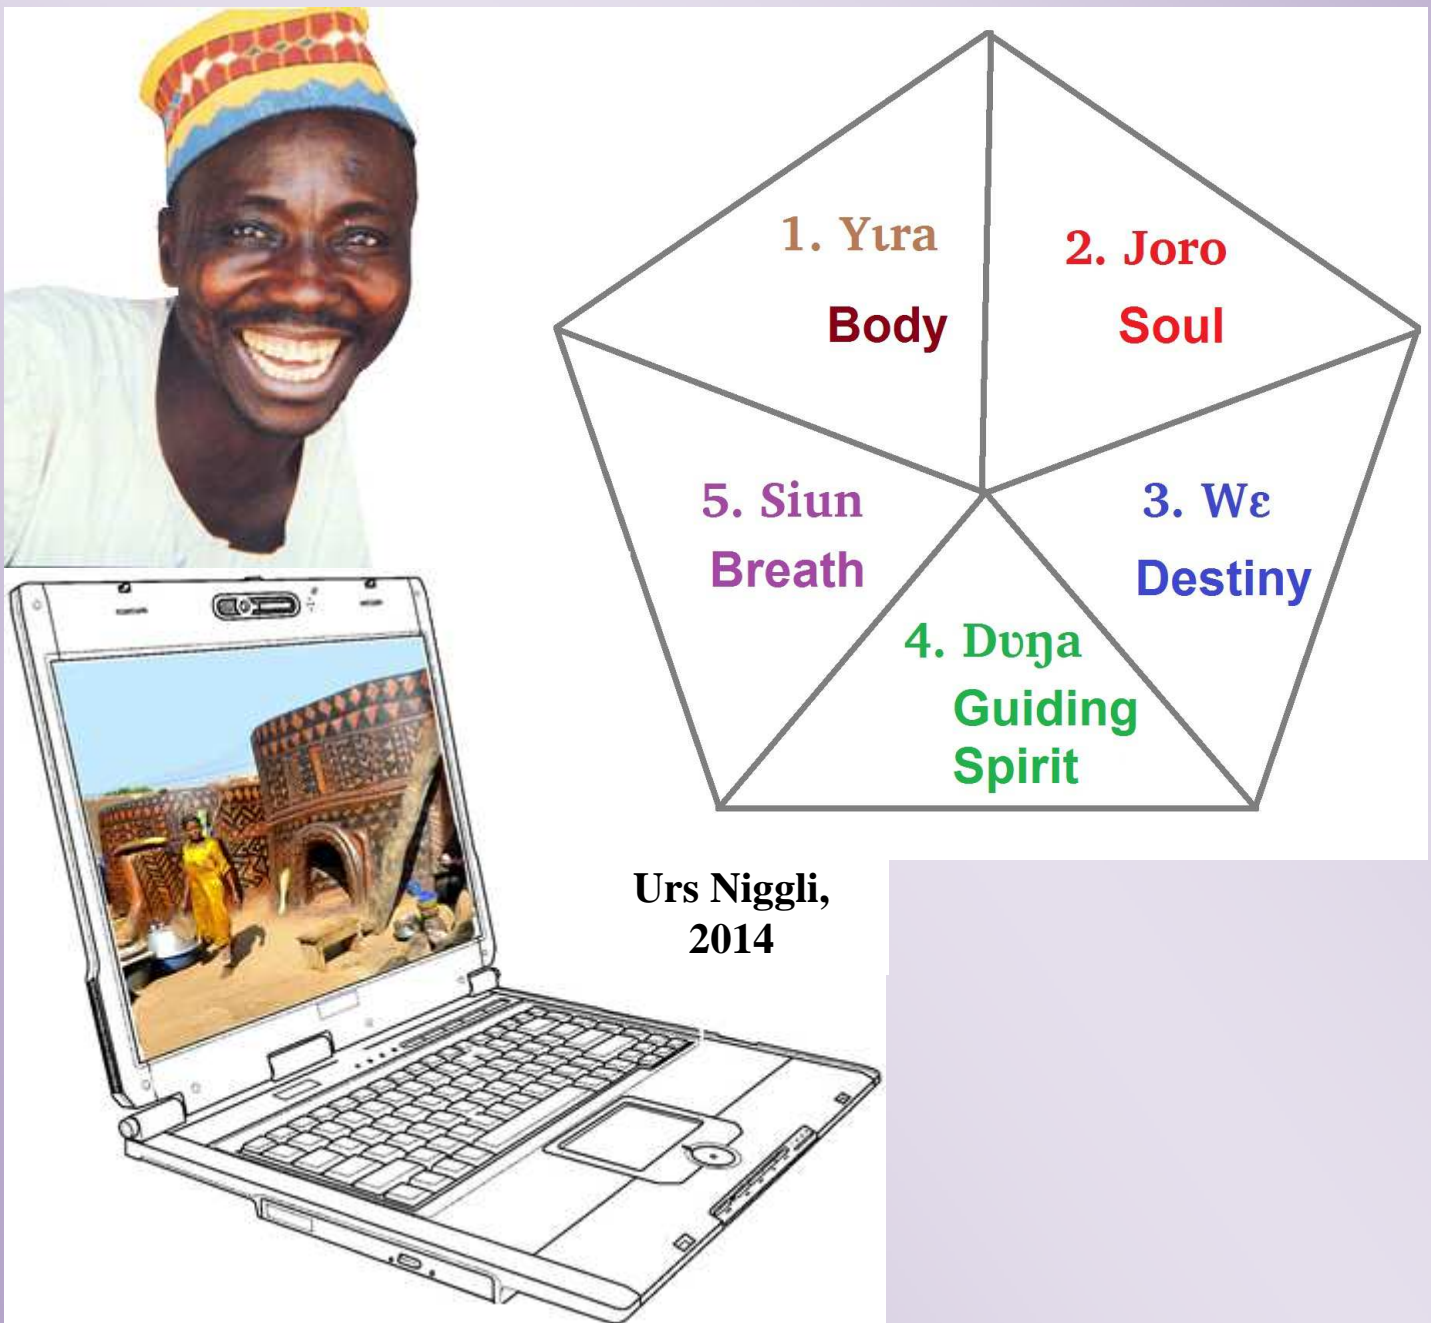 1. Yɩra
Body
2. Joro
Soul
3. Wɛ
Destiny
4. Dʋŋa
Guiding
Spirit
5. Siun
Breath
Urs Niggli,
2014